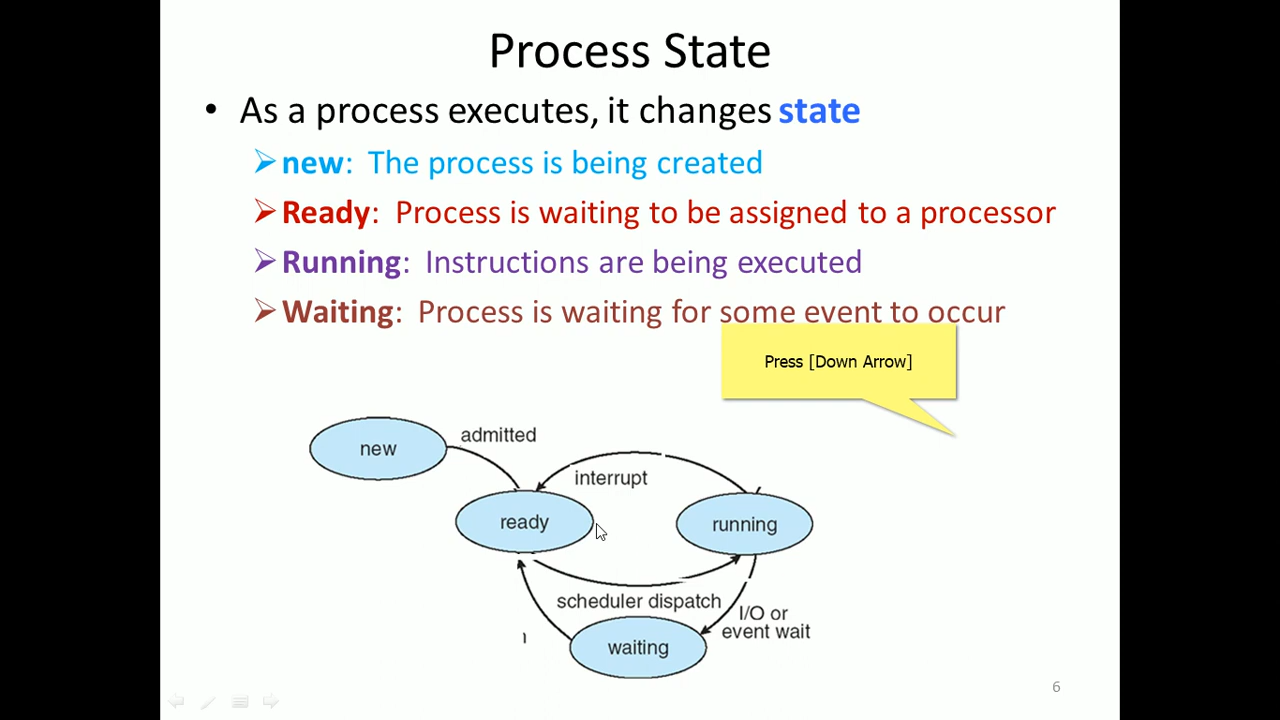 Process State
• As a process executes, it changes state
new: The process is being created
Ready: Process is waiting to be assigned to a processor
Running: Instructions are being executed
Waiting: Process is waiting for some event to occur
Press [Down Arrow]
new
admitted
interrupt
ready
running
scheduler dispatch
I/O or
event wait
waiting
6